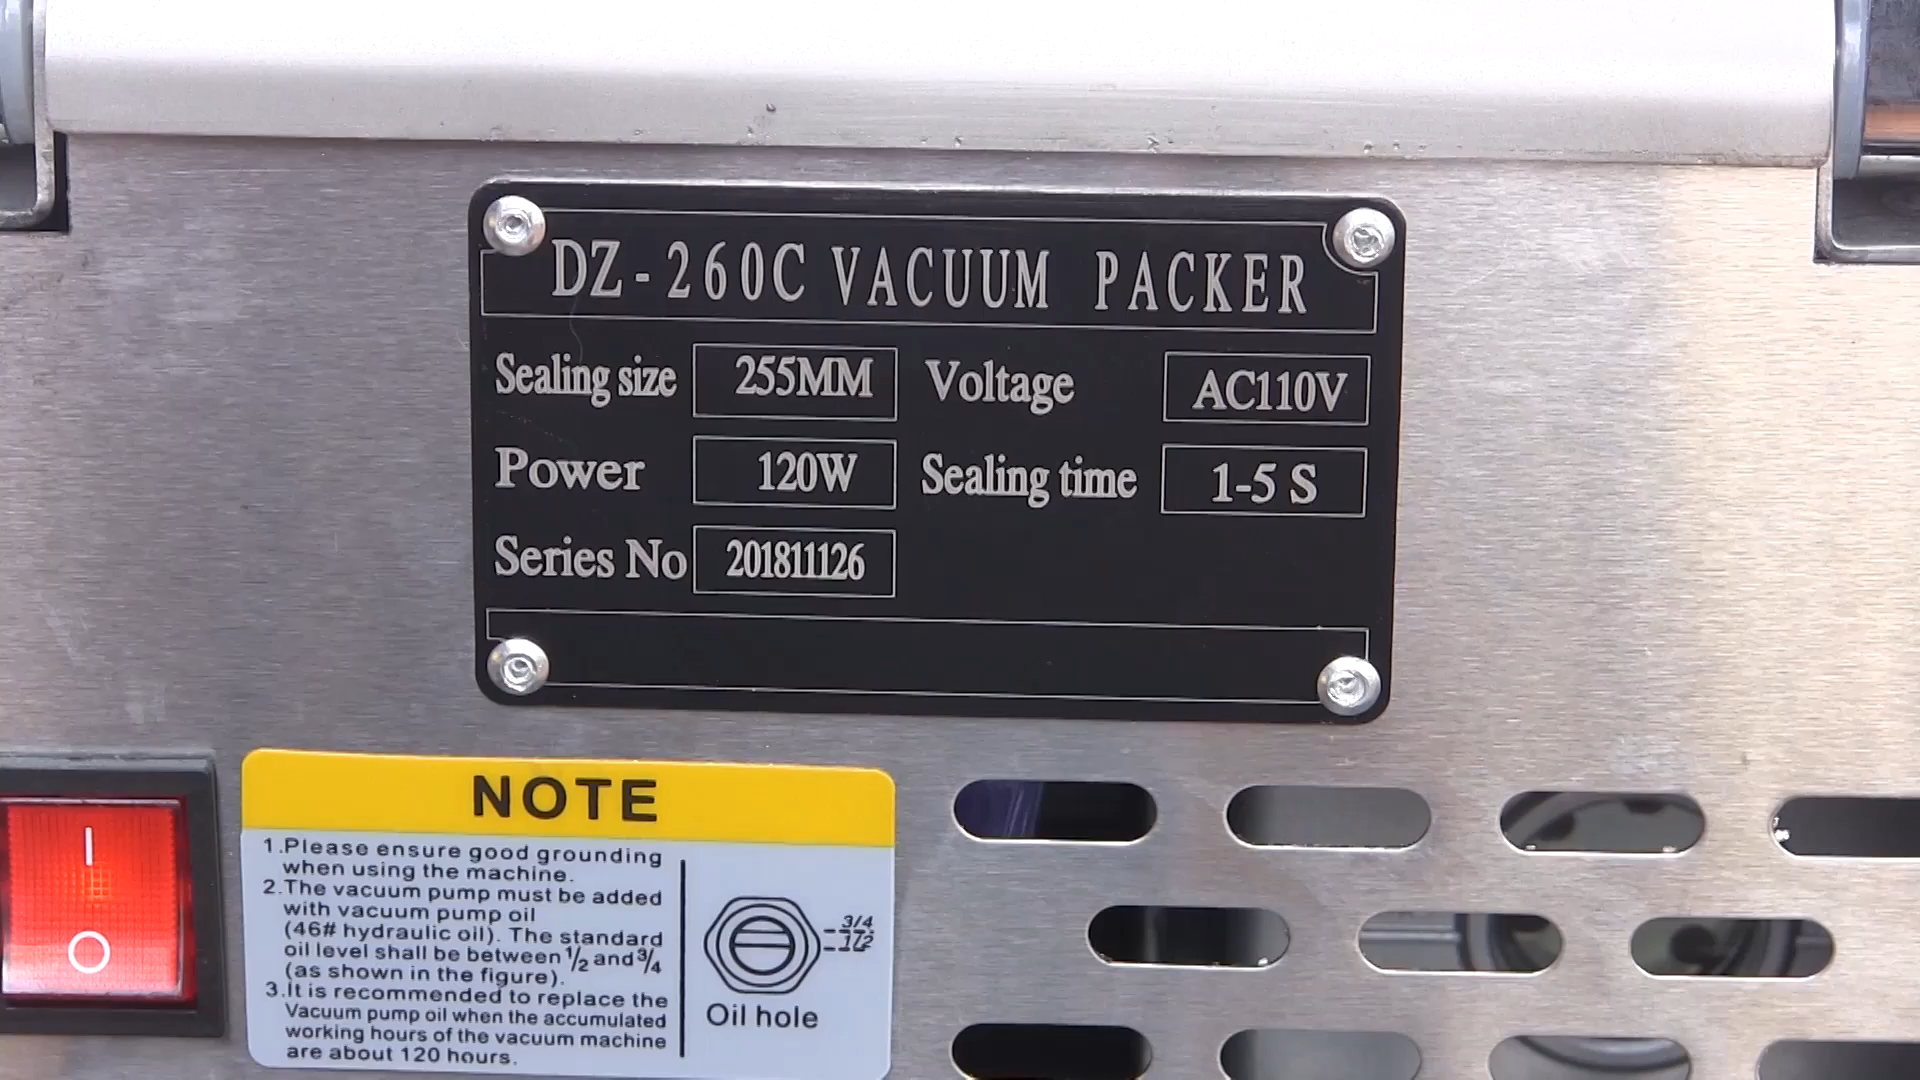 DZ-260C VACUUM PACKER
Sealing size 255MM Voltage AC110V
Power 120W Sealing time 1-5 S
Series No 201811126
NOTE
1.Please ensure good grounding
when using the machine.
2.The vacuum pump must be added
with vacuum pump oil
(46# hydraulic oil). The standard
oil level shall be between 1/2 and 3/4
(as shown in the figure).
3.It is recommended to replace the
Vacuum pump oil when the accumulated
working hours of the vacuum machine
are about 120 hours.
3/4
1/2
Oil hole